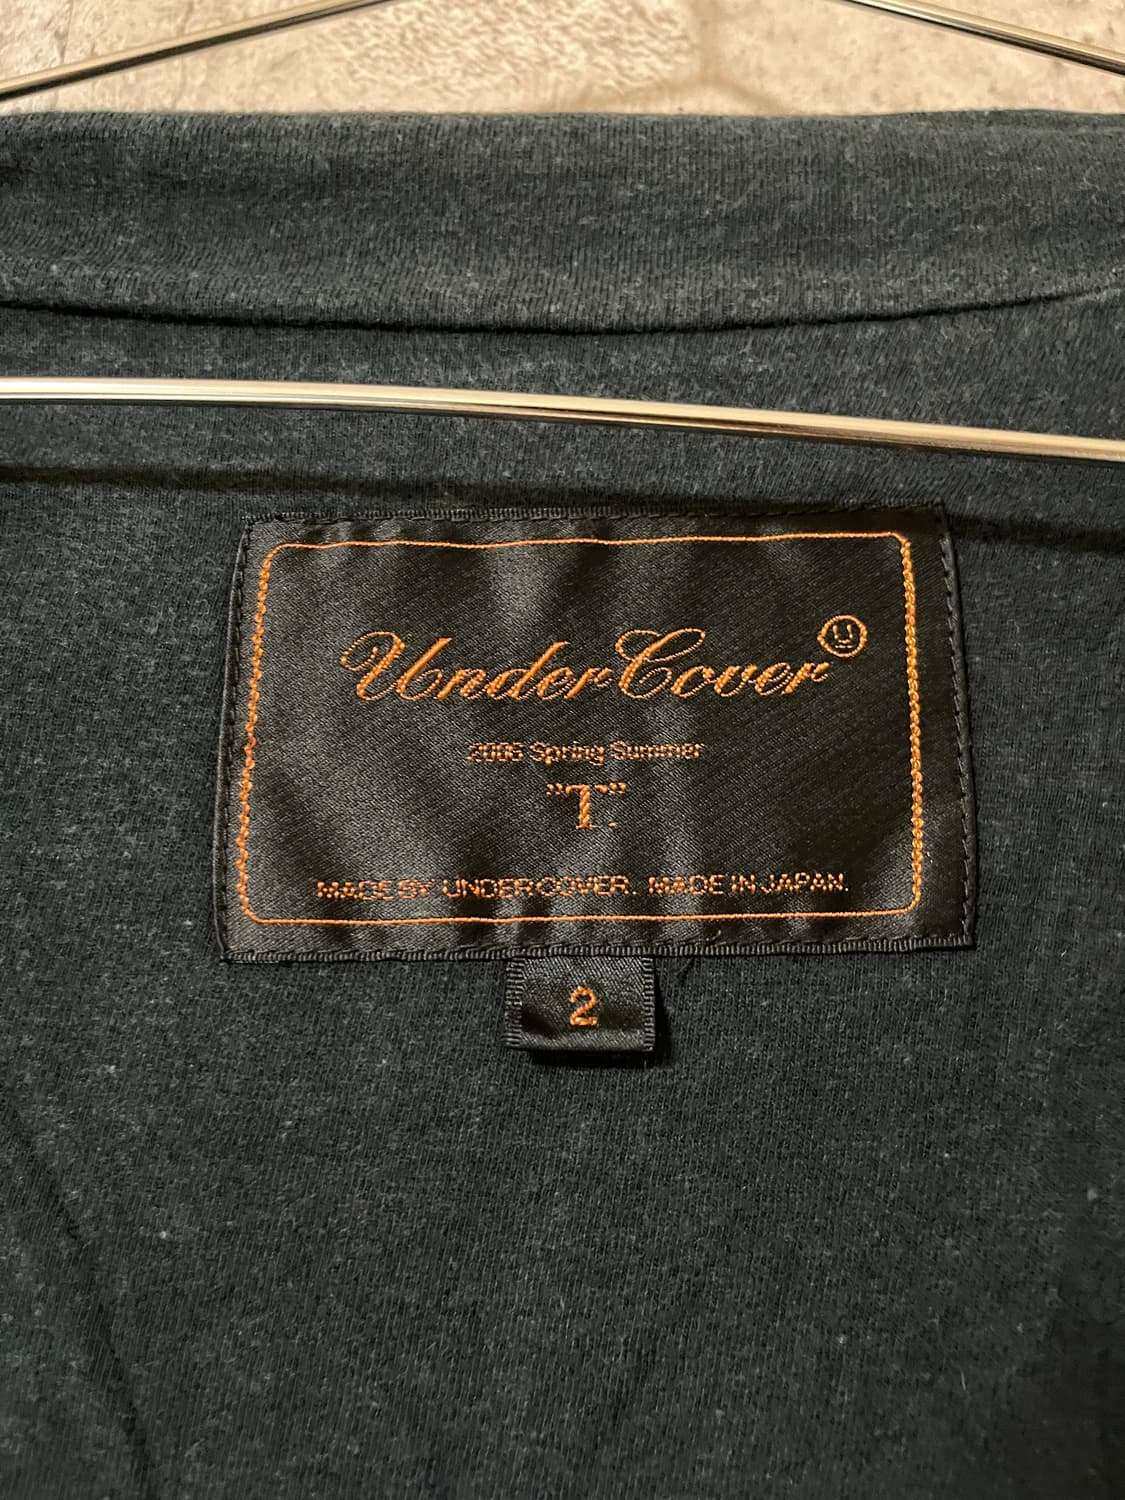 UnderCover
U
2006 Spring Summer
"T".
MADE BY UNDERCOVER. MADE IN JAPAN.
2